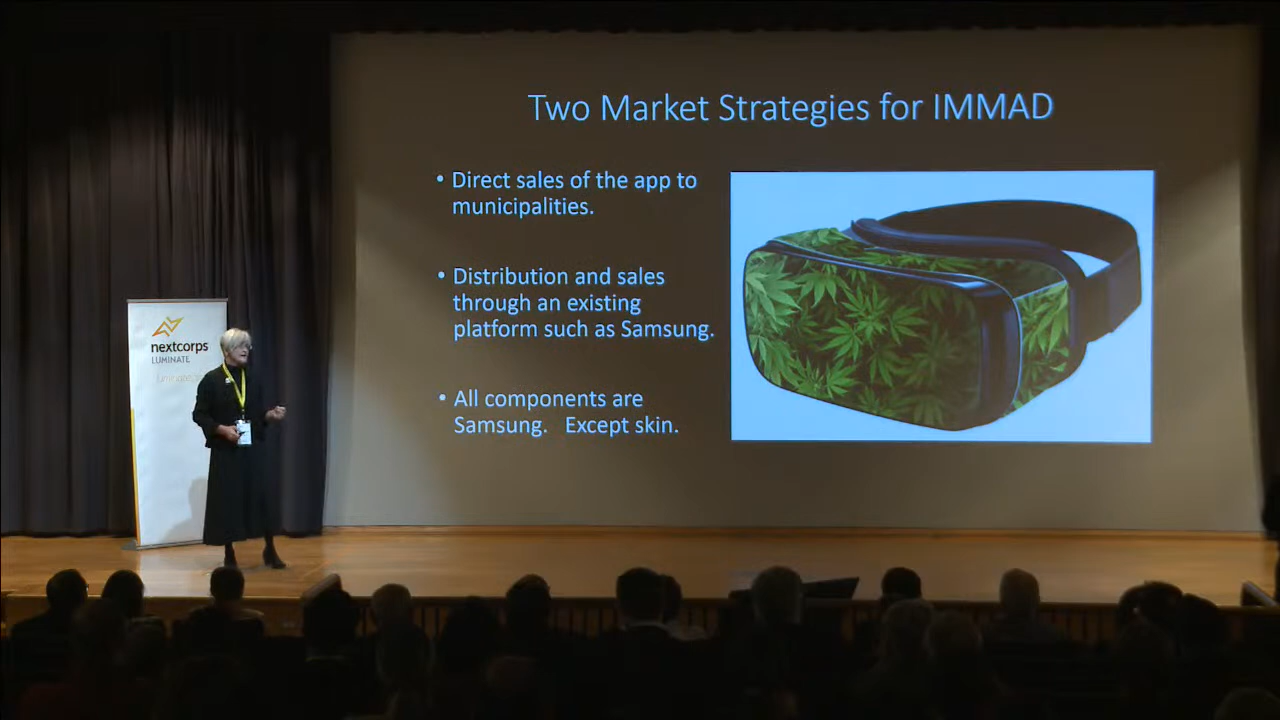 Two Market Strategies for IMMAD
• Direct sales of the app to
municipalities.
• Distribution and sales
through an existing
platform such as Samsung.
• All components are
Samsung. Except skin.
nextcorps
LUMINATE